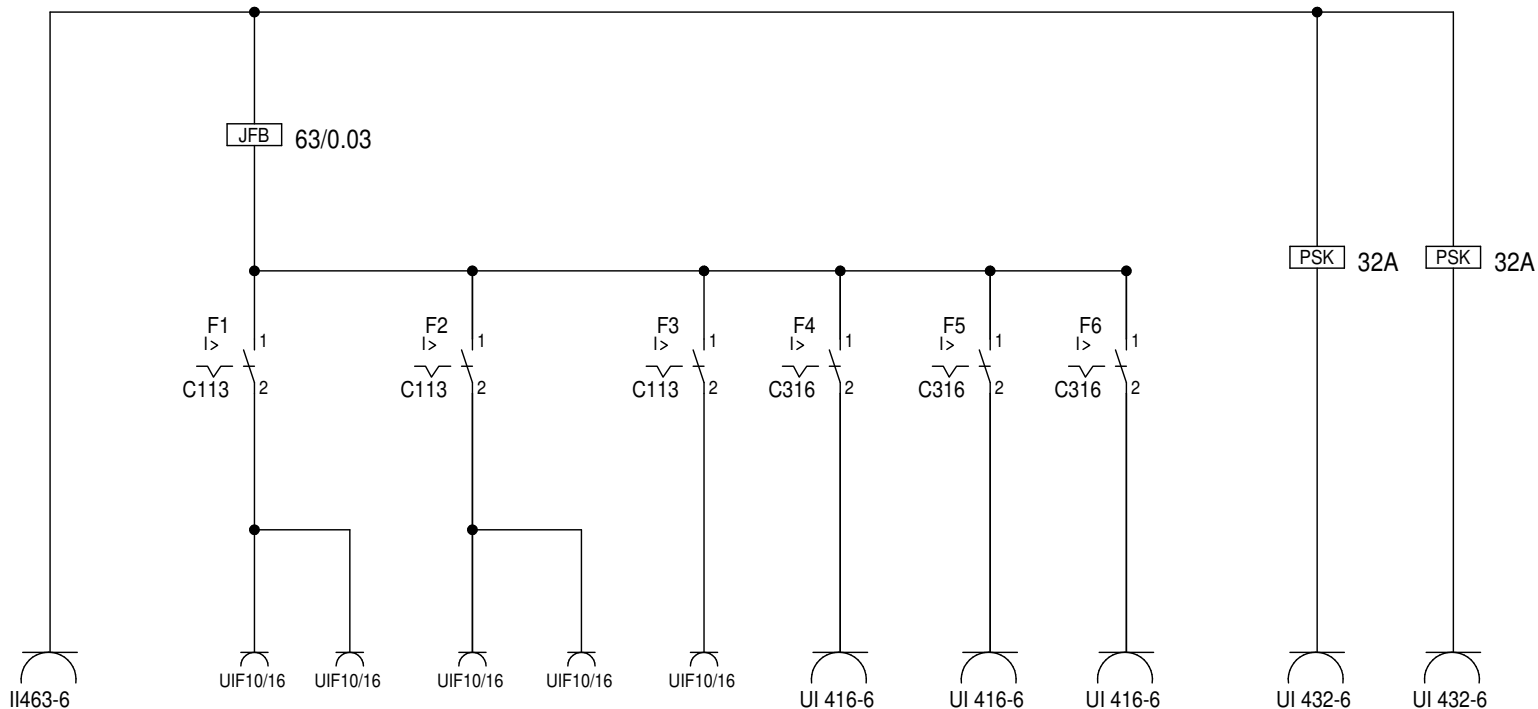 JFB 63/0.03
PSK 32A PSK 32A
F1 F2 F3 F4 F5 F6
I> 1 I> 1 I> 1 I> 1 I> 1 I> 1
C113 2 C113 2 C113 2 C316 2 C316 2 C316 2
UIF10/16 UIF10/16 UIF10/16 UIF10/16 UIF10/16
II463-6 UI 416-6 UI 416-6 UI 416-6 UI 432-6 UI 432-6